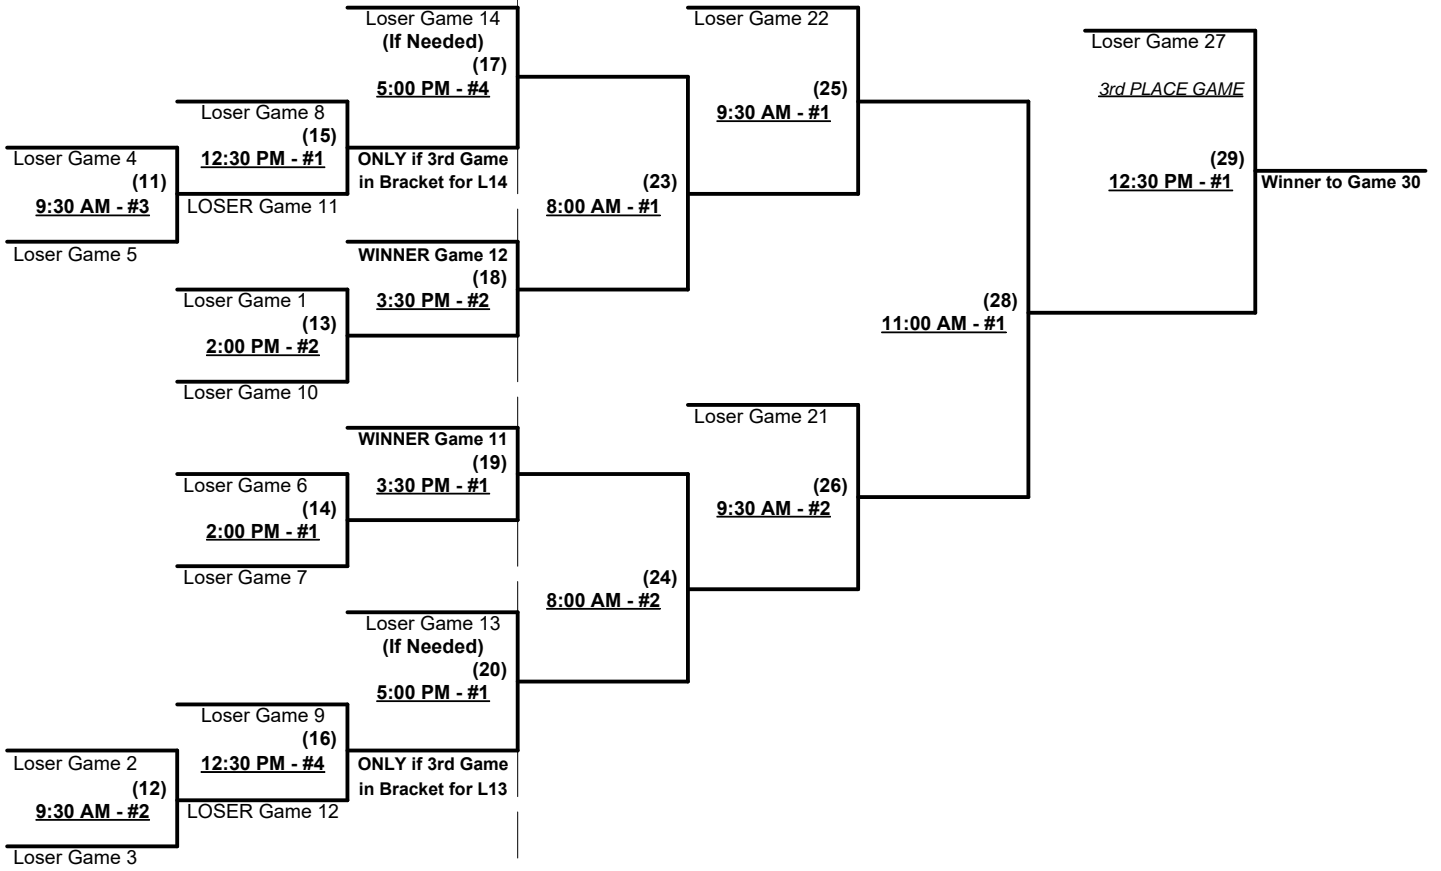 Loser Game 14
(If Needed)
(17)
5:00 PM - #4
Loser Game 8
(15)
12:30 PM - #1
ONLY if 3rd Game
in Bracket for L14
Loser Game 4
(11)
9:30 AM - #3
LOSER Game 11
Loser Game 5
WINNER Game 12
(18)
3:30 PM - #2
Loser Game 1
(13)
2:00 PM - #2
Loser Game 10
WINNER Game 11
(19)
3:30 PM - #1
Loser Game 6
(14)
2:00 PM - #1
Loser Game 7
Loser Game 13
(If Needed)
(20)
5:00 PM - #1
Loser Game 9
(16)
12:30 PM - #4
ONLY if 3rd Game
in Bracket for L13
Loser Game 2
(12)
9:30 AM - #2
LOSER Game 12
Loser Game 3
Loser Game 22
(25)
9:30 AM - #1
(23)
8:00 AM - #1
Loser Game 21
(26)
9:30 AM - #2
(24)
8:00 AM - #2
(28)
11:00 AM - #1
Loser Game 27
3rd PLACE GAME
(29)
12:30 PM - #1
Winner to Game 30